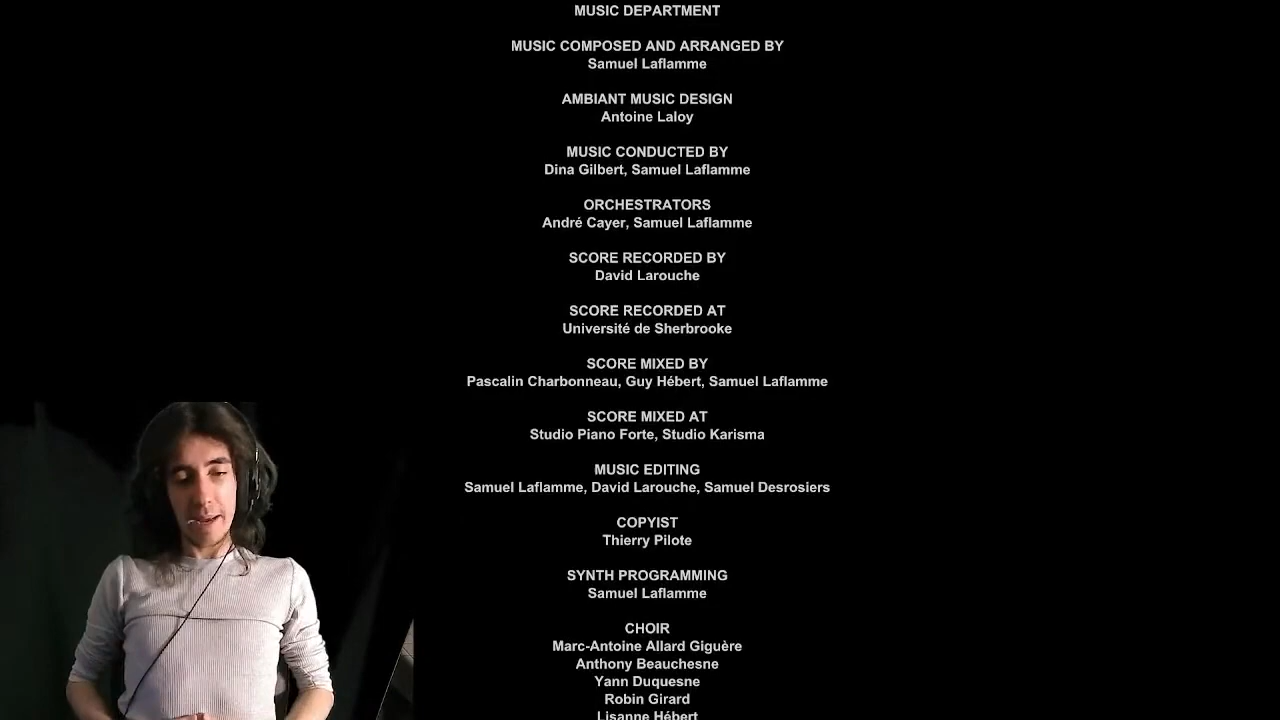 MUSIC DEPARTMENT
MUSIC COMPOSED AND ARRANGED BY
Samuel Laflamme
AMBIANT MUSIC DESIGN
Antoine Laloy
MUSIC CONDUCTED BY
Dina Gilbert, Samuel Laflamme
ORCHESTRATORS
André Cayer, Samuel Laflamme
SCORE RECORDED BY
David Larouche
SCORE RECORDED AT
Université de Sherbrooke
SCORE MIXED BY
Pascalin Charbonneau, Guy Hébert, Samuel Laflamme
SCORE MIXED AT
Studio Piano Forte, Studio Karisma
MUSIC EDITING
Samuel Laflamme, David Larouche, Samuel Desrosiers
COPYIST
Thierry Pilote
SYNTH PROGRAMMING
Samuel Laflamme
CHOIR
Marc-Antoine Allard Giguère
Anthony Beauchesne
Yann Duquesne
Robin Girard
Lisanne Hébert